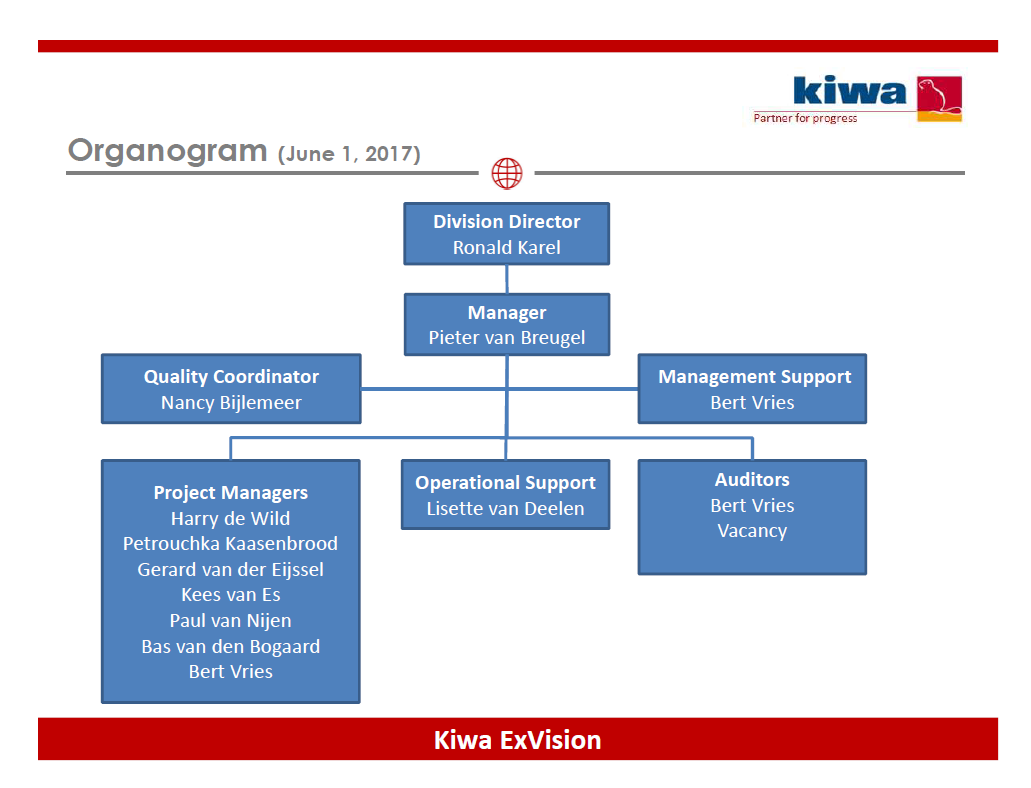 kiwa
Partner for progress
Organogram (June 1, 2017)
Division Director
Ronald Karel
Manager
Pieter van Breugel
Quality Coordinator
Nancy Bijlemeer
Management Support
Bert Vries
Project Managers
Harry de Wild
Petrouchka Kaasenbrood
Gerard van der Eijssel
Kees van Es
Paul van Nijen
Bas van den Bogaard
Bert Vries
Operational Support
Lisette van Deelen
Auditors
Bert Vries
Vacancy
Kiwa ExVision